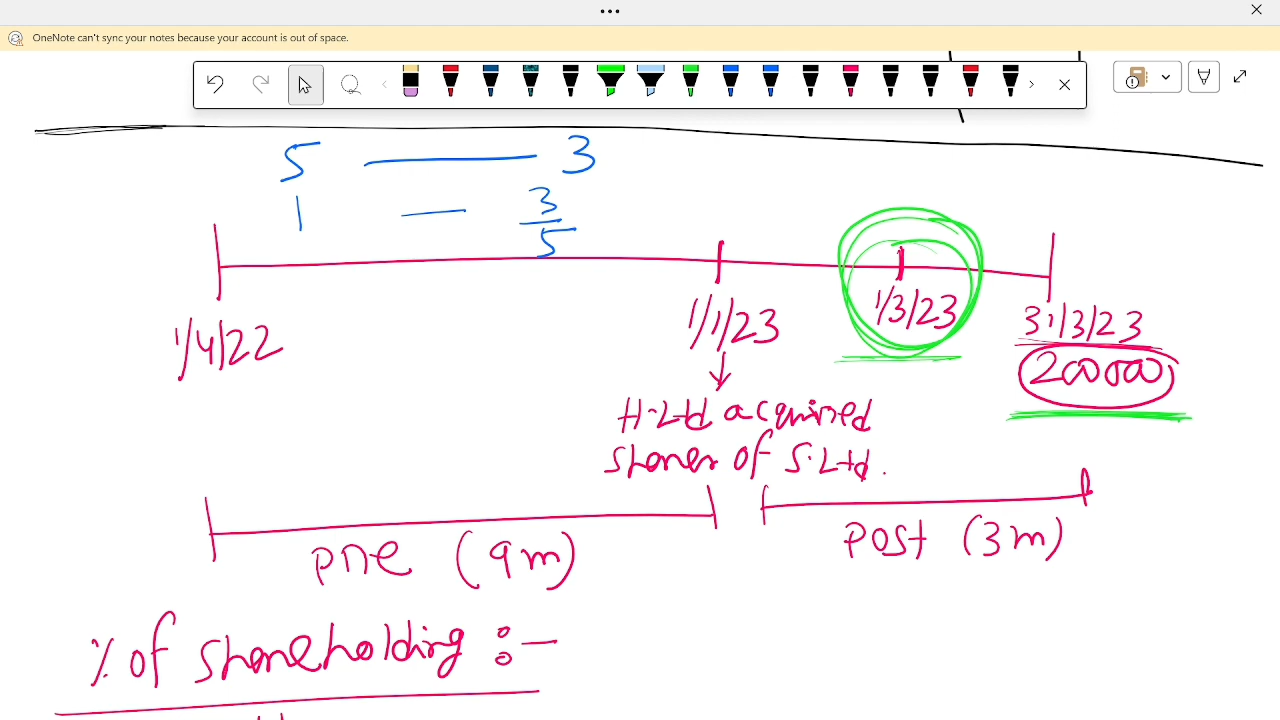 OneNote can't sync your notes because your account is out of space.
5 — 3
1 — 3/5
1/4/22 1/1/23 1/3/23 31/3/23
200000
H.Ltd acquired
shares of S.Ltd.
pre (9m) post (3m)
% of shareholding :-